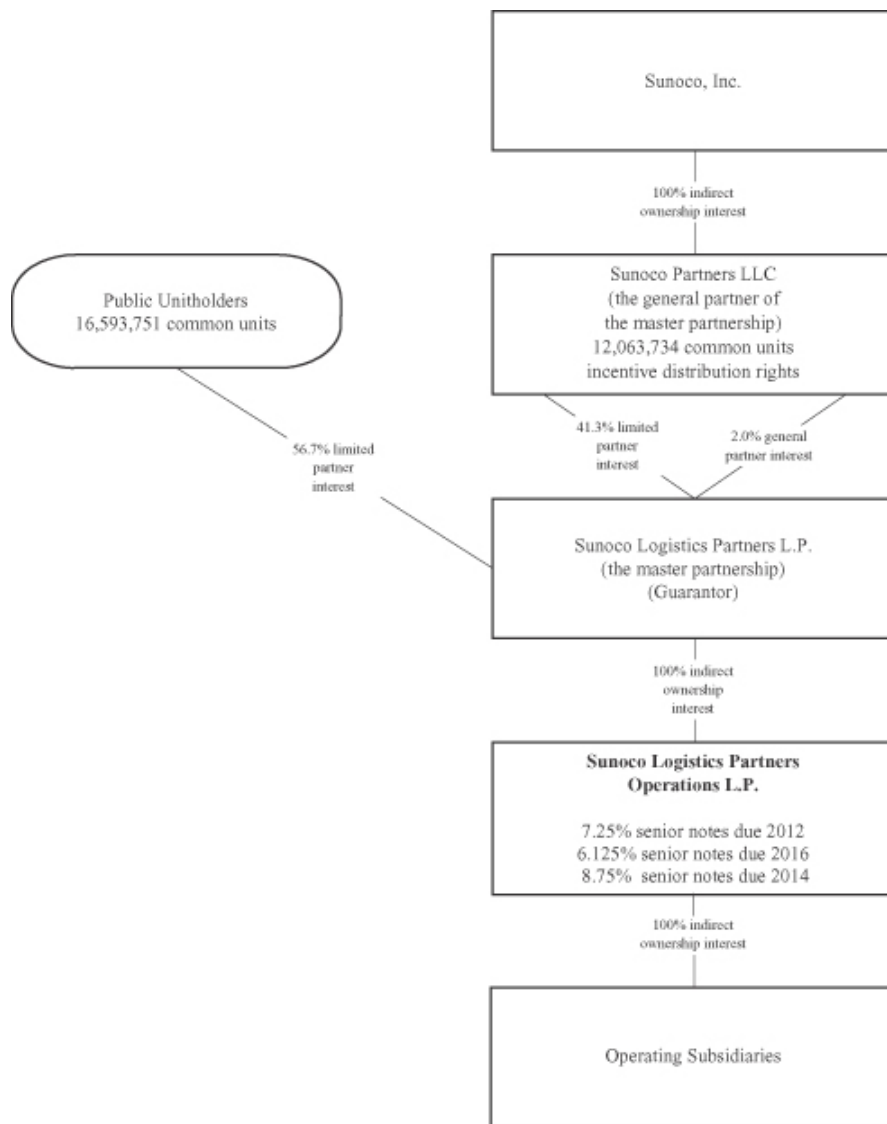 Sunoco, Inc.
100% indirect
ownership interest
Public Unitholders
16,593,751 common units
Sunoco Partners LLC
(the general partner of
the master partnership)
12,063,734 common units
incentive distribution rights
56.7% limited
partner
interest
41.3% limited
partner
interest
2.0% general
partner interest
Sunoco Logistics Partners L.P.
(the master partnership)
(Guarantor)
100% indirect
ownership
interest
Sunoco Logistics Partners
Operations L.P.
7.25% senior notes due 2012
6.125% senior notes due 2016
8.75% senior notes due 2014
100% indirect
ownership interest
Operating Subsidiaries